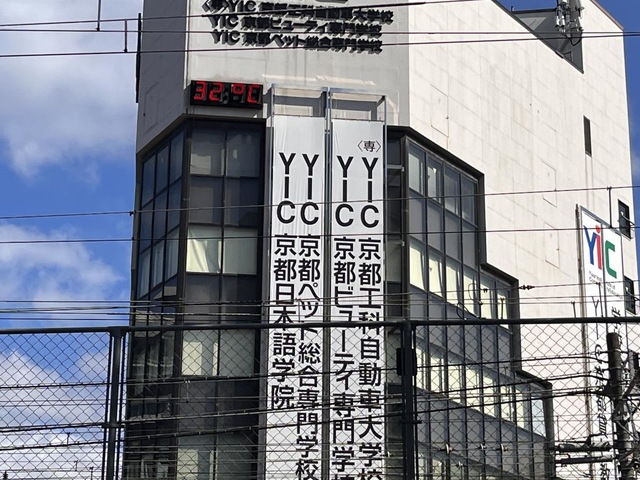 YIC 京都ビューティ専門学校
YIC 京都ペット総合専門学校
32.9C
〈専〉YIC 京都工科自動車大学校
YIC 京都ビューティ専門学校
YIC 京都ペット総合専門学校
YIC 京都日本語学院
YiC